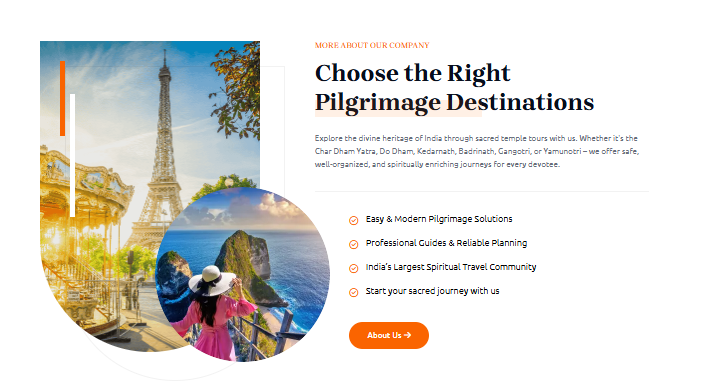 MORE ABOUT OUR COMPANY
Choose the Right
Pilgrimage Destinations
Explore the divine heritage of India through sacred temple tours with us. Whether it's the
Char Dham Yatra, Do Dham, Kedarnath, Badrinath, Gangotri, or Yamunotri – we offer safe,
well-organized, and spiritually enriching journeys for every devotee.
Easy & Modern Pilgrimage Solutions
Professional Guides & Reliable Planning
India's Largest Spiritual Travel Community
Start your sacred journey with us
About Us →